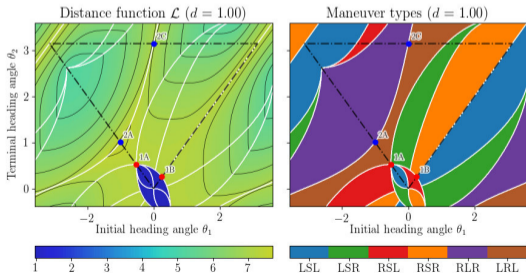 Distance function ℒ (d = 1.00)
Maneuver types (d = 1.00)
Terminal heading angle θ₂
3
2
1
0
2A
1A
1B
2A
1A
1B
−2
0
2
−2
0
2
Initial heading angle θ₁
Initial heading angle θ₁
1 2 3 4 5 6 7
LSL LSR RSL RSR RLR LRL